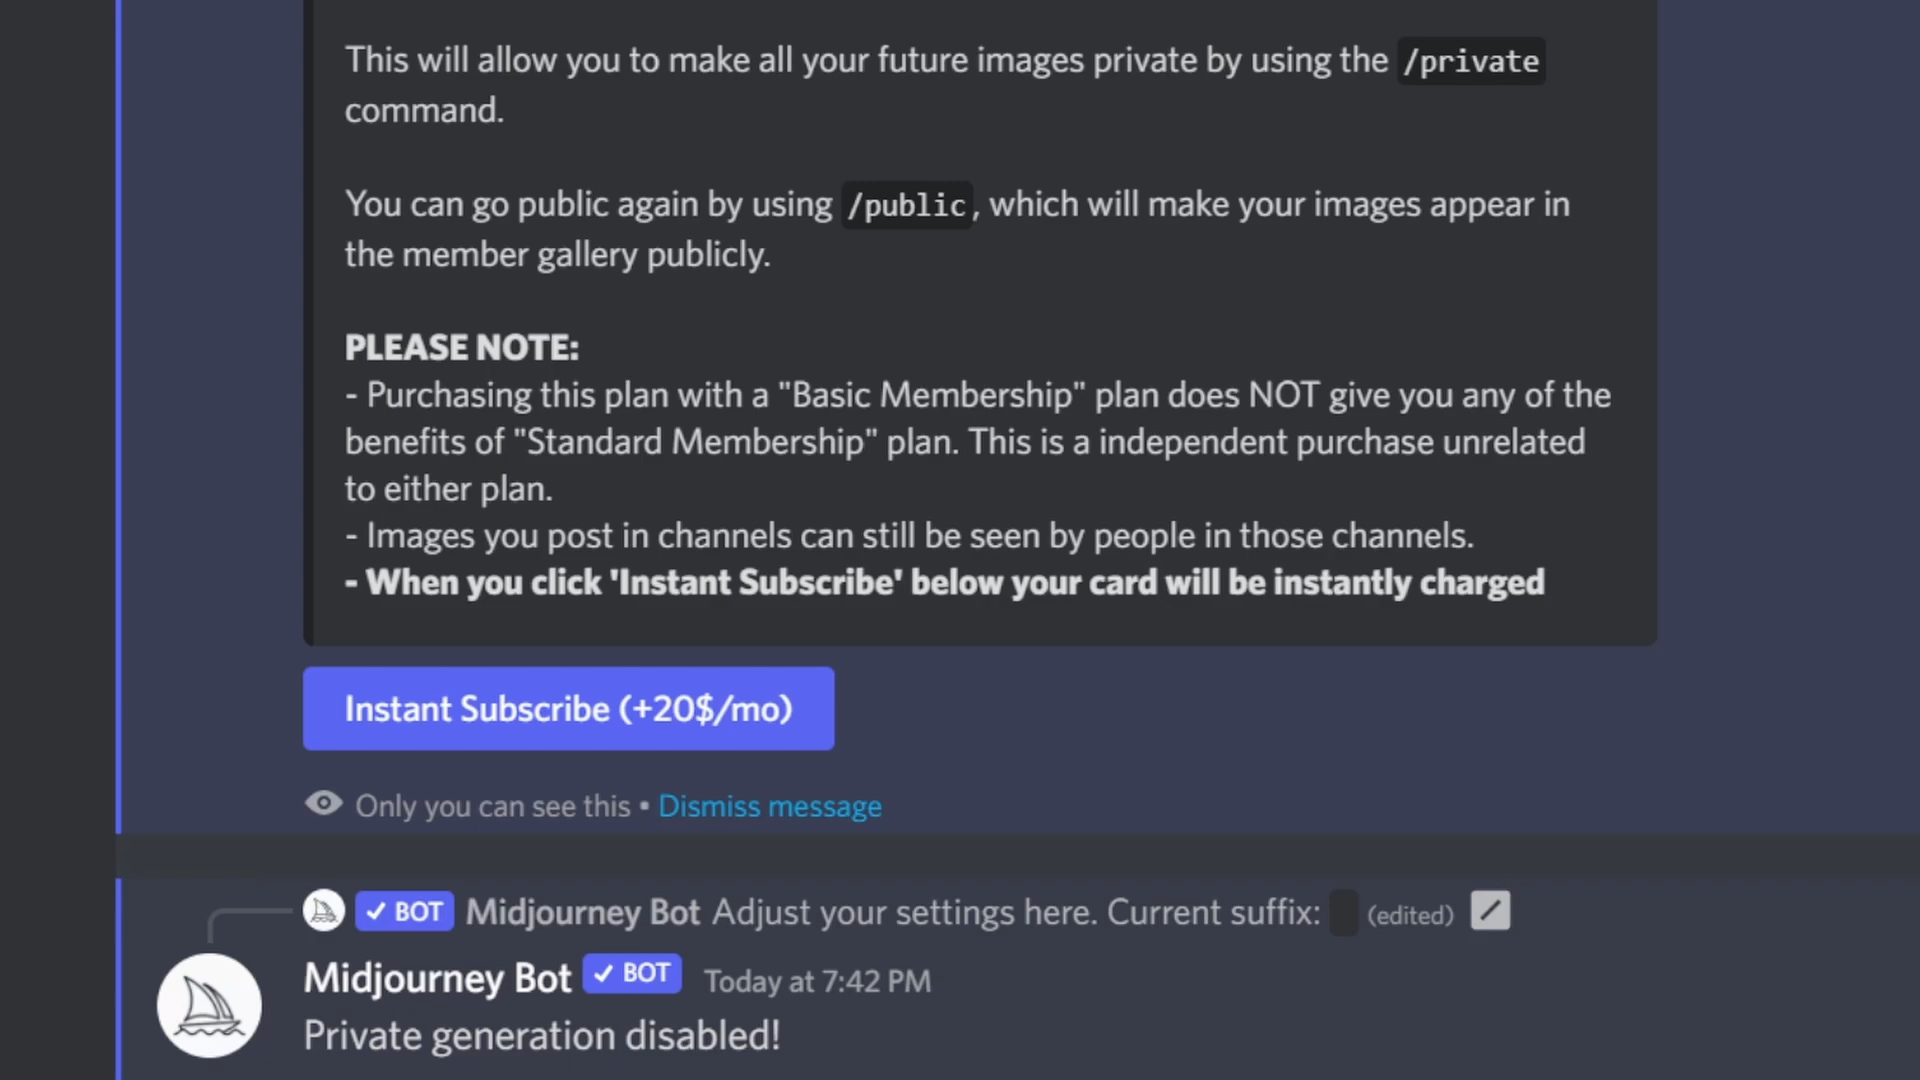 This will allow you to make all your future images private by using the /private
command.
You can go public again by using /public, which will make your images appear in
the member gallery publicly.
PLEASE NOTE:
- Purchasing this plan with a "Basic Membership" plan does NOT give you any of the
benefits of "Standard Membership" plan. This is a independent purchase unrelated
to either plan.
- Images you post in channels can still be seen by people in those channels.
- When you click 'Instant Subscribe' below your card will be instantly charged
Instant Subscribe (+20$/mo)
Only you can see this • Dismiss message
✓ BOT Midjourney Bot Adjust your settings here. Current suffix: (edited)
Midjourney Bot ✓ BOT Today at 7:42 PM
Private generation disabled!